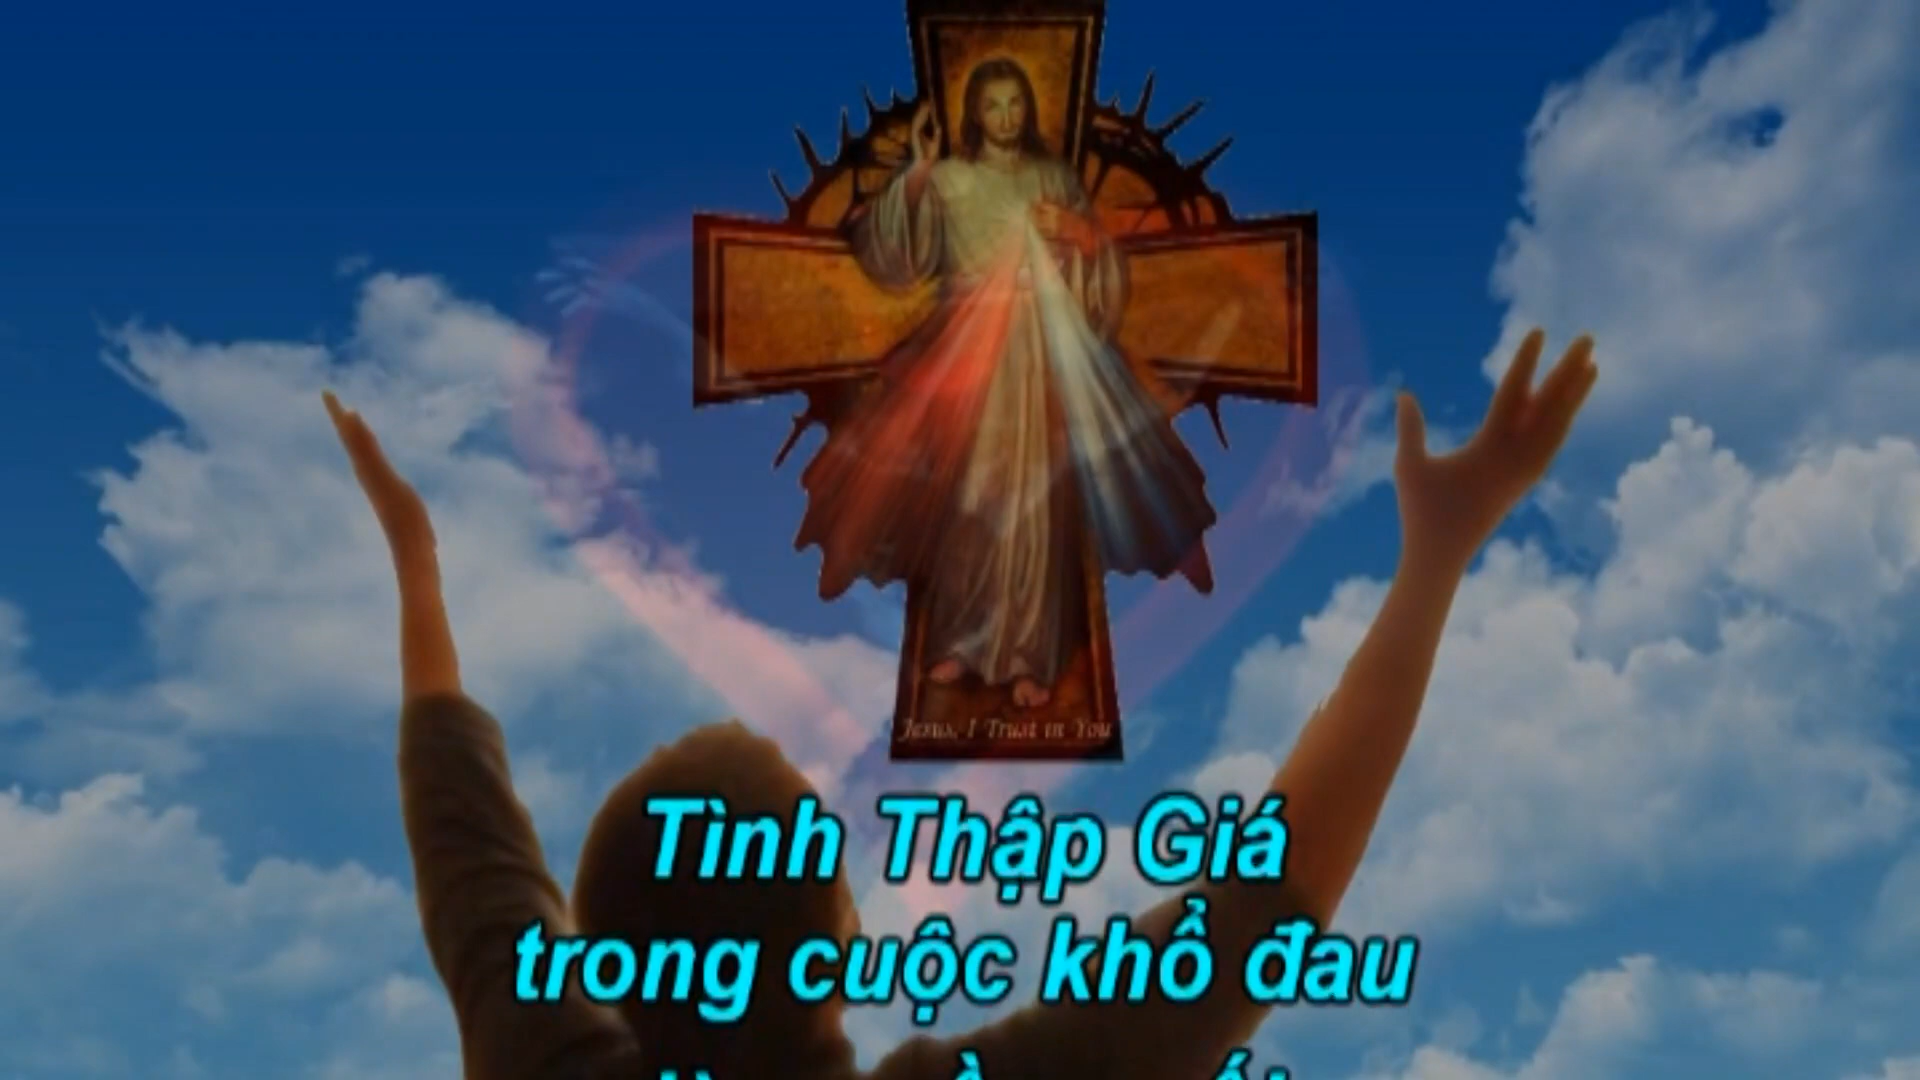 Jesus, I Trust in You
Tình Thập Giá
trong cuộc khổ đau